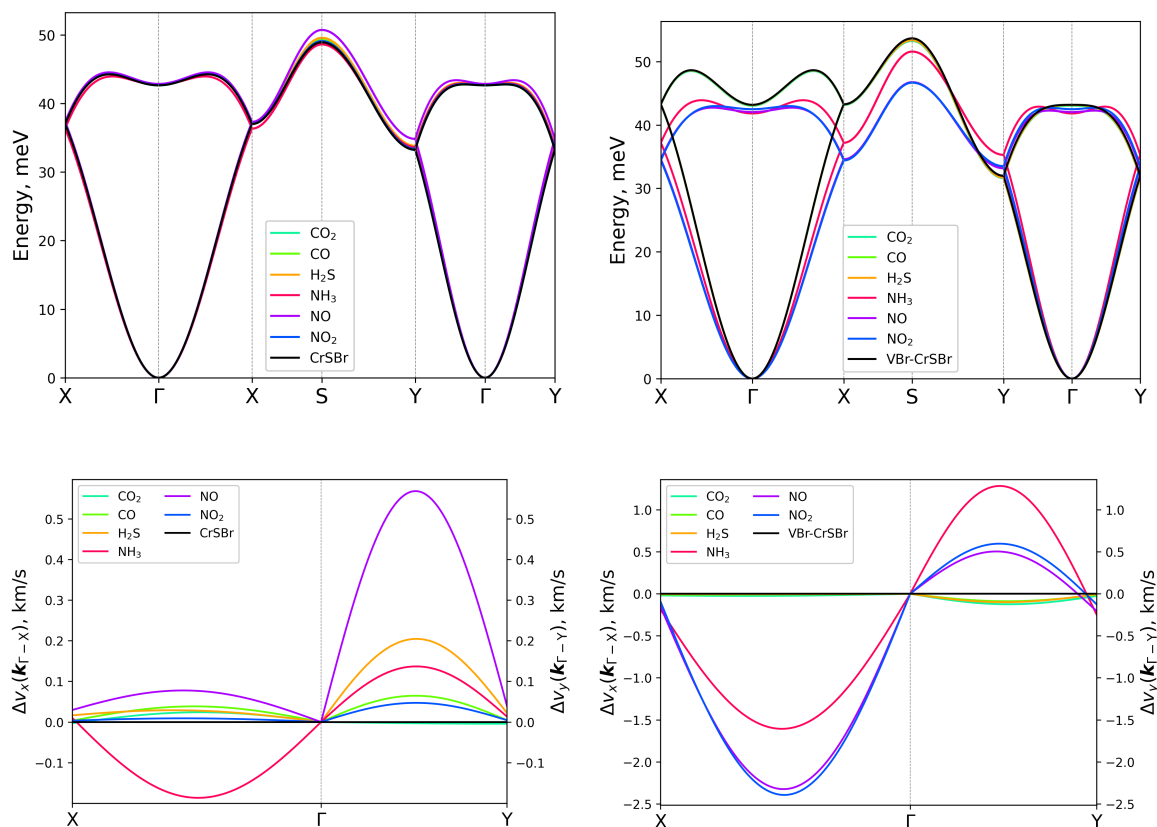 Energy, meV
50
40
30
20
10
0
CO₂
CO
H₂S
NH₃
NO
NO₂
CrSBr
X Γ X S Y Γ Y
Energy, meV
50
40
30
20
10
0
CO₂
CO
H₂S
NH₃
NO
NO₂
VBr-CrSBr
X Γ X S Y Γ Y
Δvₓ(k_Γ−X), km/s
0.5
0.4
0.3
0.2
0.1
0.0
−0.1
CO₂ NO
CO NO₂
H₂S CrSBr
NH₃
0.5
0.4
0.3
0.2
0.1
0.0
−0.1
Δv_y(k_Γ−Y), km/s
X Γ Y
Δvₓ(k_Γ−X), km/s
1.0
0.5
0.0
−0.5
−1.0
−1.5
−2.0
−2.5
CO₂ NO
CO NO₂
H₂S VBr-CrSBr
NH₃
1.0
0.5
0.0
−0.5
−1.0
−1.5
−2.0
−2.5
Δv_y(k_Γ−Y), km/s
X Γ Y